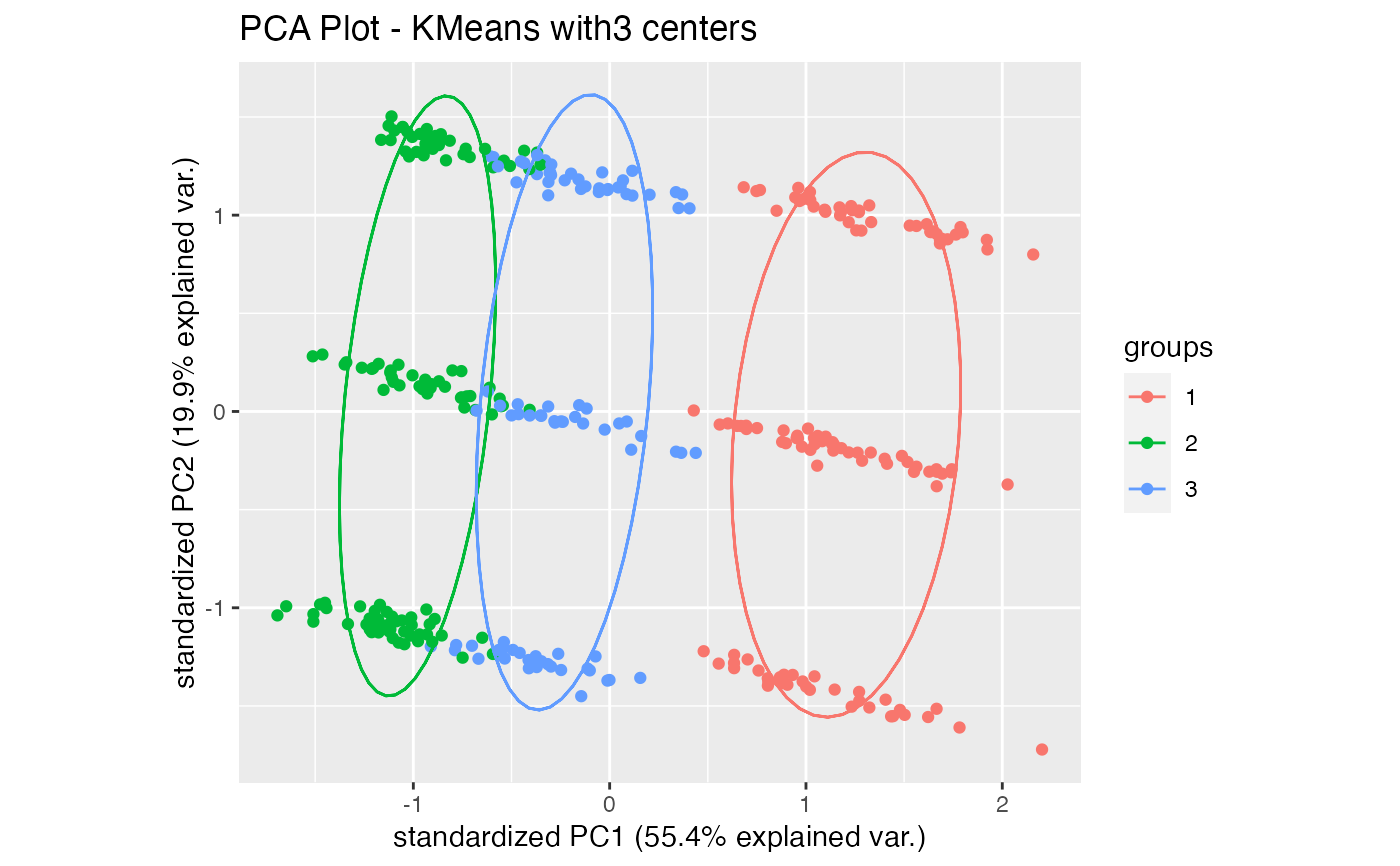 PCA Plot - KMeans with3 centers
standardized PC2 (19.9% explained var.)
1
0
-1
-1
0
1
2
standardized PC1 (55.4% explained var.)
groups
1
2
3